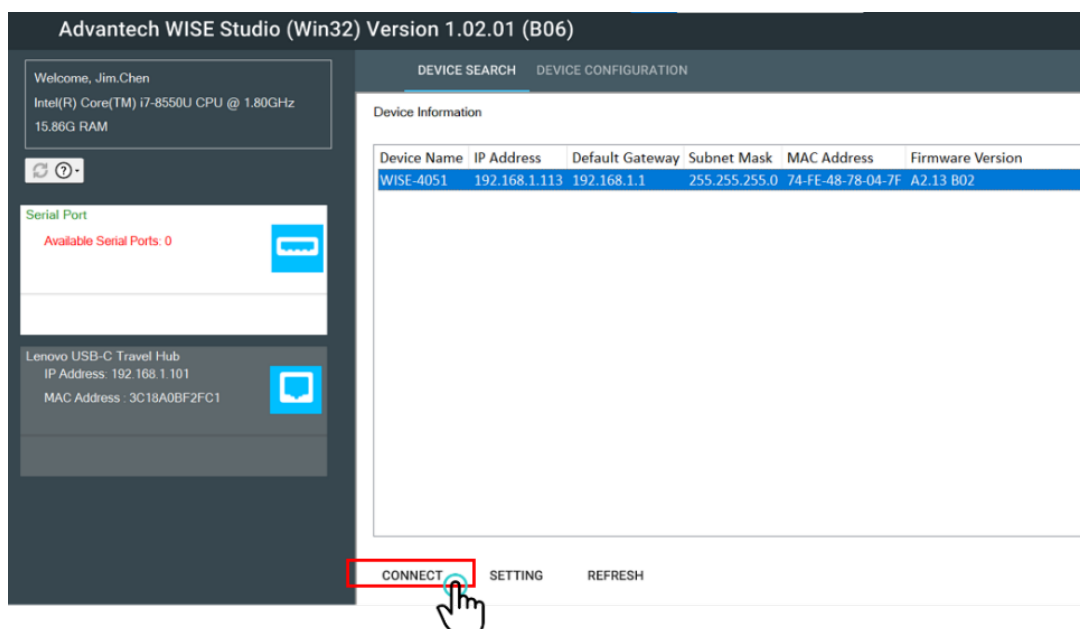 Advantech WISE Studio (Win32) Version 1.02.01 (B06)
Welcome, Jim.Chen
Intel(R) Core(TM) i7-8550U CPU @ 1.80GHz
15.86G RAM
Serial Port
Available Serial Ports: 0
Lenovo USB-C Travel Hub
IP Address: 192.168.1.101
MAC Address : 3C18A0BF2FC1
DEVICE SEARCH DEVICE CONFIGURATION
Device Information
Device Name IP Address Default Gateway Subnet Mask MAC Address Firmware Version
WISE-4051 192.168.1.113 192.168.1.1 255.255.255.0 74-FE-48-78-04-7F A2.13 B02
CONNECT SETTING REFRESH